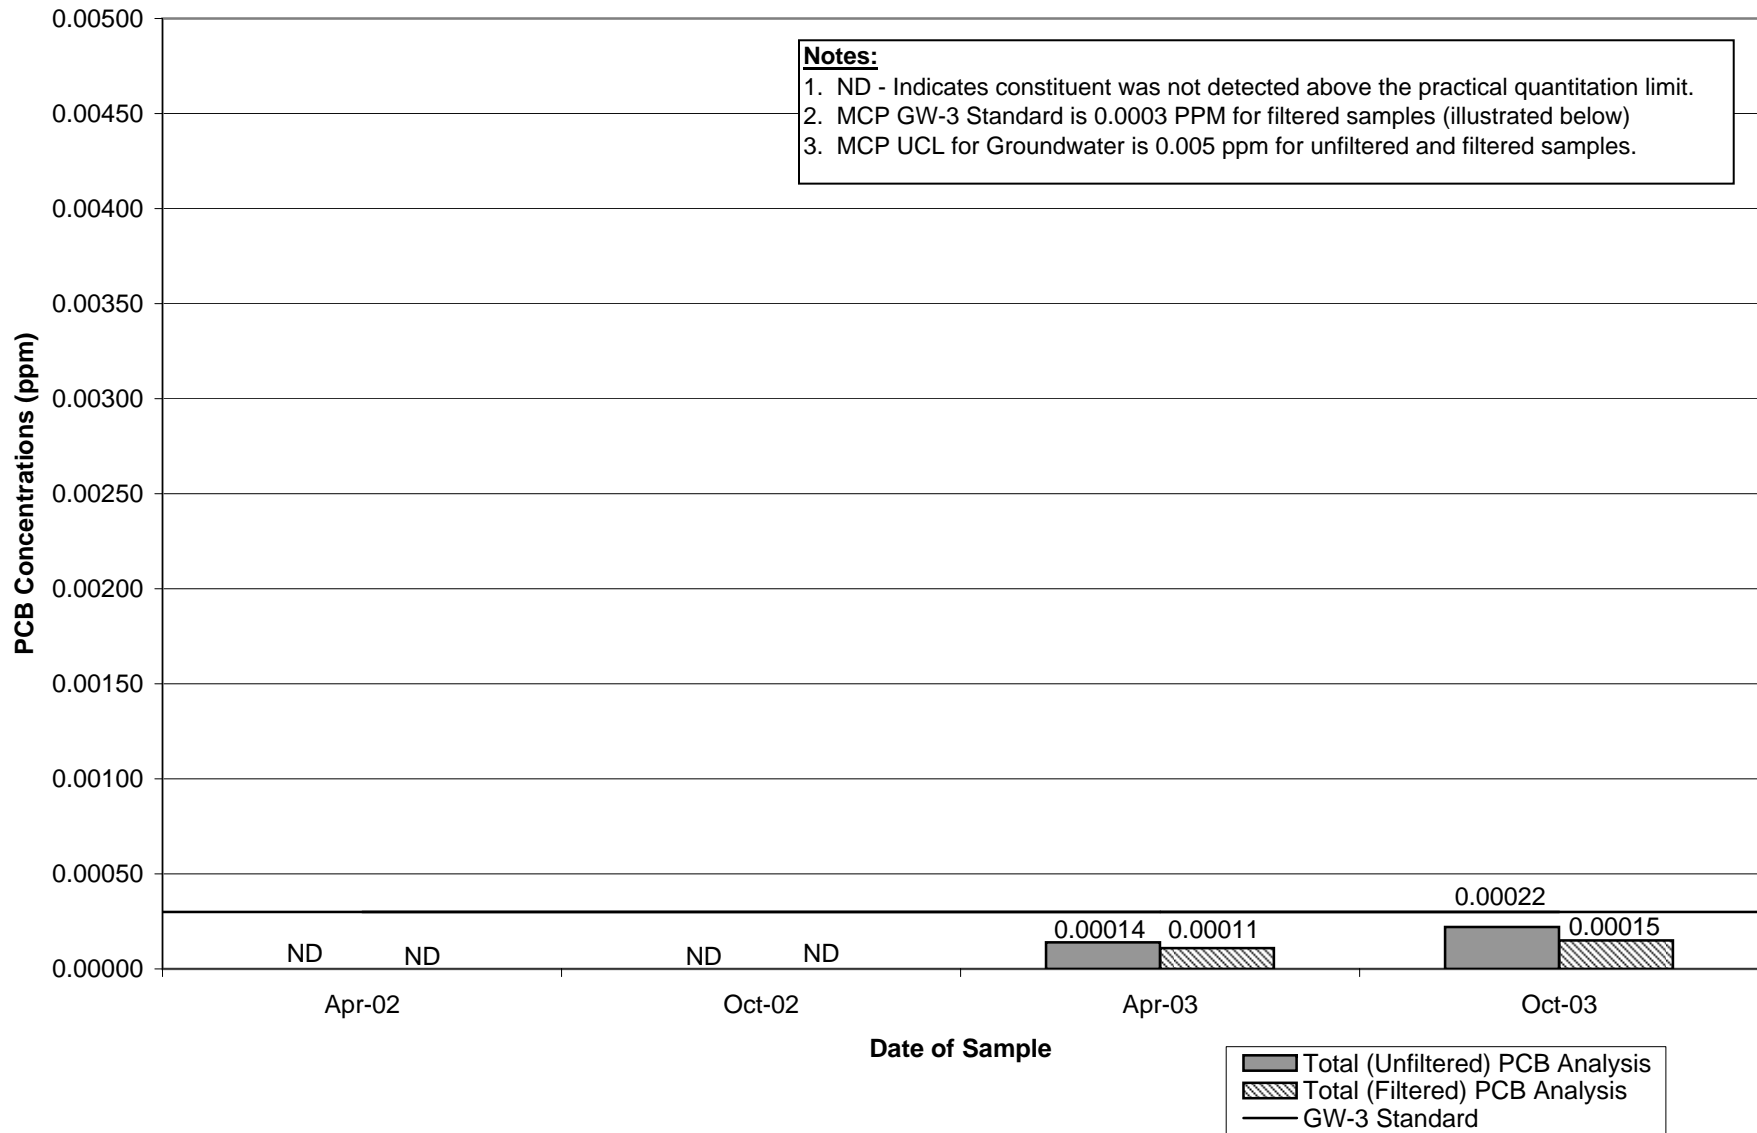 0.00500
Notes:
1. ND - Indicates constituent was not detected above the practical quantitation limit.
0.00450
2. MCP GW-3 Standard is 0.0003 PPM for filtered samples (illustrated below)
3. MCP UCL for Groundwater is 0.005 ppm for unfiltered and filtered samples.
0.00400
0.00350
0.00300
0.00250
0.00200
0.00150
0.00100
0.00050
0.00000
PCB Concentrations (ppm)
ND
ND
ND
ND
0.00014
0.00011
0.00022
0.00015
Apr-02
Oct-02
Apr-03
Oct-03
Date of Sample
Total (Unfiltered) PCB Analysis
Total (Filtered) PCB Analysis
GW-3 Standard